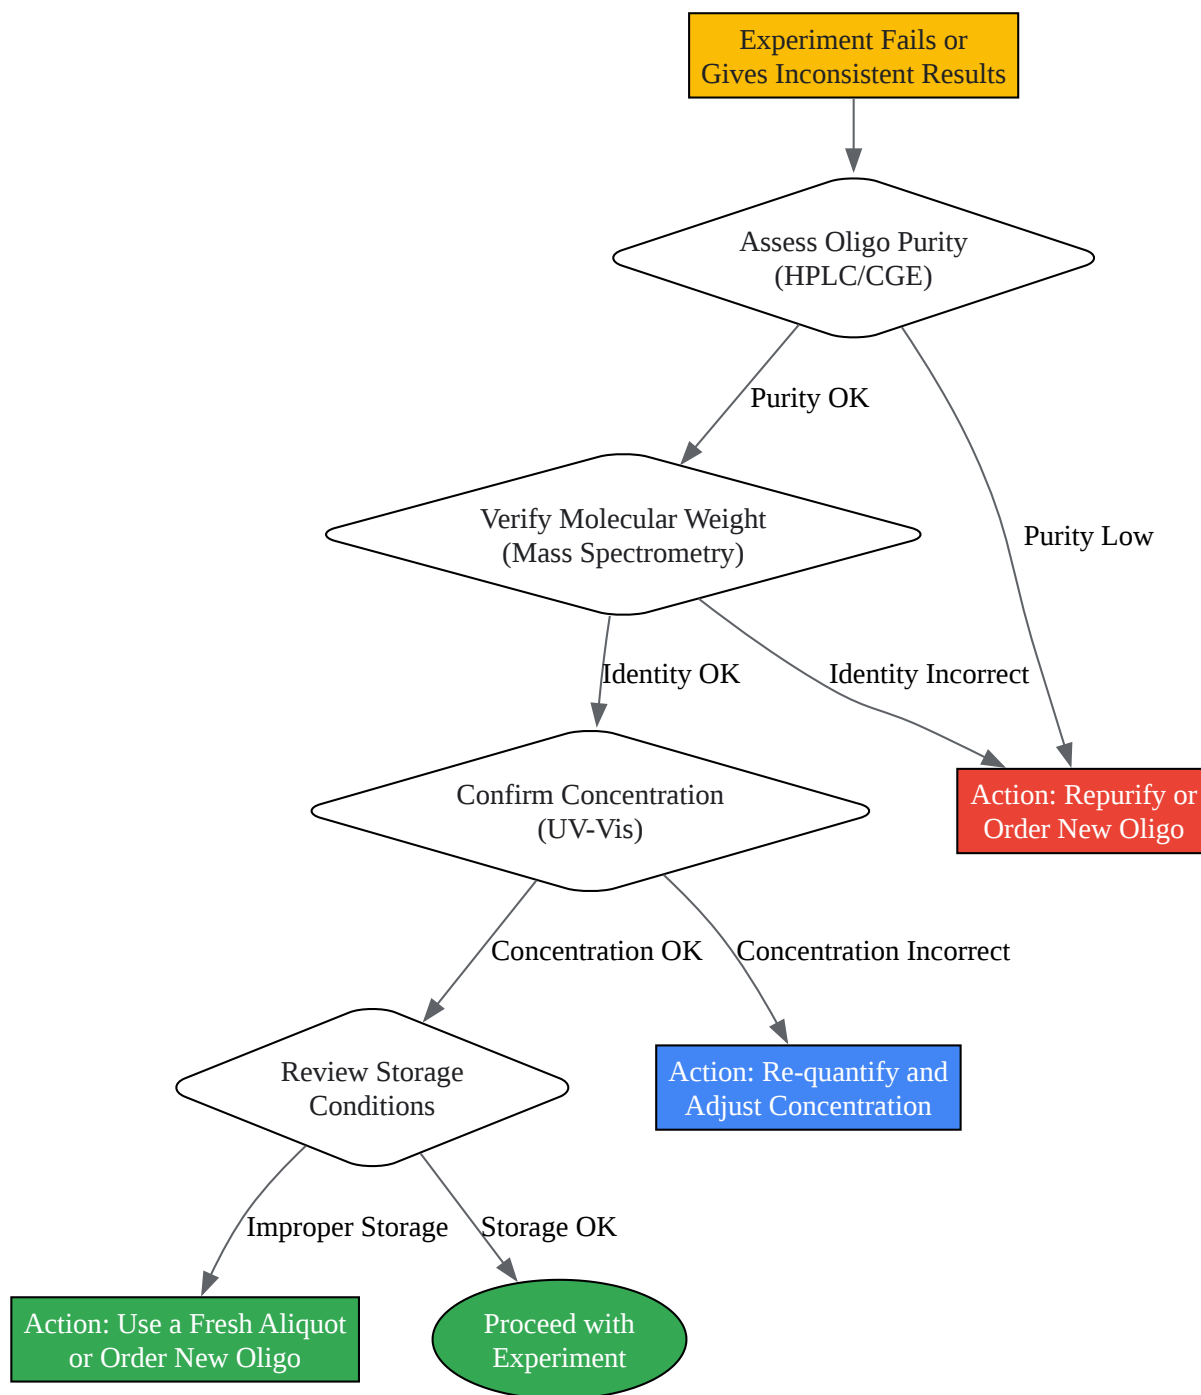 Experiment Fails or
Gives Inconsistent Results
Assess Oligo Purity
(HPLC/CGE)
Purity OK
Verify Molecular Weight
(Mass Spectrometry)
Purity Low
Identity OK
Identity Incorrect
Confirm Concentration
(UV-Vis)
Action: Repurify or
Order New Oligo
Concentration OK
Concentration Incorrect
Review Storage
Conditions
Action: Re-quantify and
Adjust Concentration
Improper Storage
Storage OK
Action: Use a Fresh Aliquot
or Order New Oligo
Proceed with
Experiment